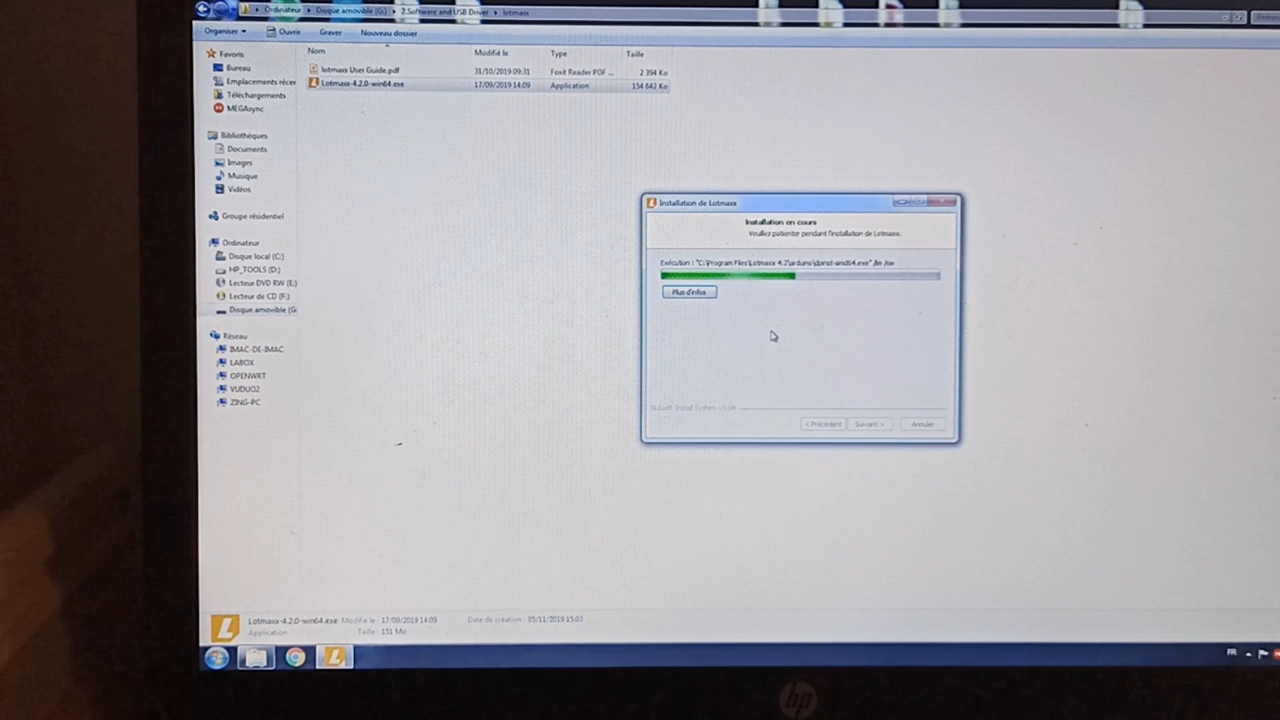 Ordinateur Disque amovible (G:) 2.Software and USB Driver lotmaxx
Organiser Ouvrir Graver Nouveau dossier
Nom Modifié le Type Taille
lotmaxx User Guide.pdf 31/10/2019 09:31 Foxit Reader PDF ... 2 394 Ko
Lotmaxx-4.2.0-win64.exe 17/09/2019 14:09 Application 154 642 Ko
Favoris
Bureau
Emplacements récer
Téléchargements
MEGAsync
Bibliothèques
Documents
Images
Musique
Vidéos
Groupe résidentiel
Ordinateur
Disque local (C:)
HP_TOOLS (D:)
Lecteur DVD RW (E:)
Lecteur de CD (F:)
Disque amovible (G:
Réseau
IMAC-DE-IMAC
LABOX
OPENWRT
VUDUO2
ZING-PC
Installation de Lotmaxx
Installation en cours
Veuillez patienter pendant l'installation de Lotmaxx.
Exécution : "C:\Program Files\Lotmaxx 4.2\arduino\dpinst-amd64.exe" /lm /sw
Plus d'infos
Nullsoft Install System
< Précédent Suivant > Annuler
Lotmaxx-4.2.0-win64.exe Modifié le : 17/09/2019 14:09 Date de création : 05/11/2019 15:03
Application Taille : 151 Mo
FR
hp